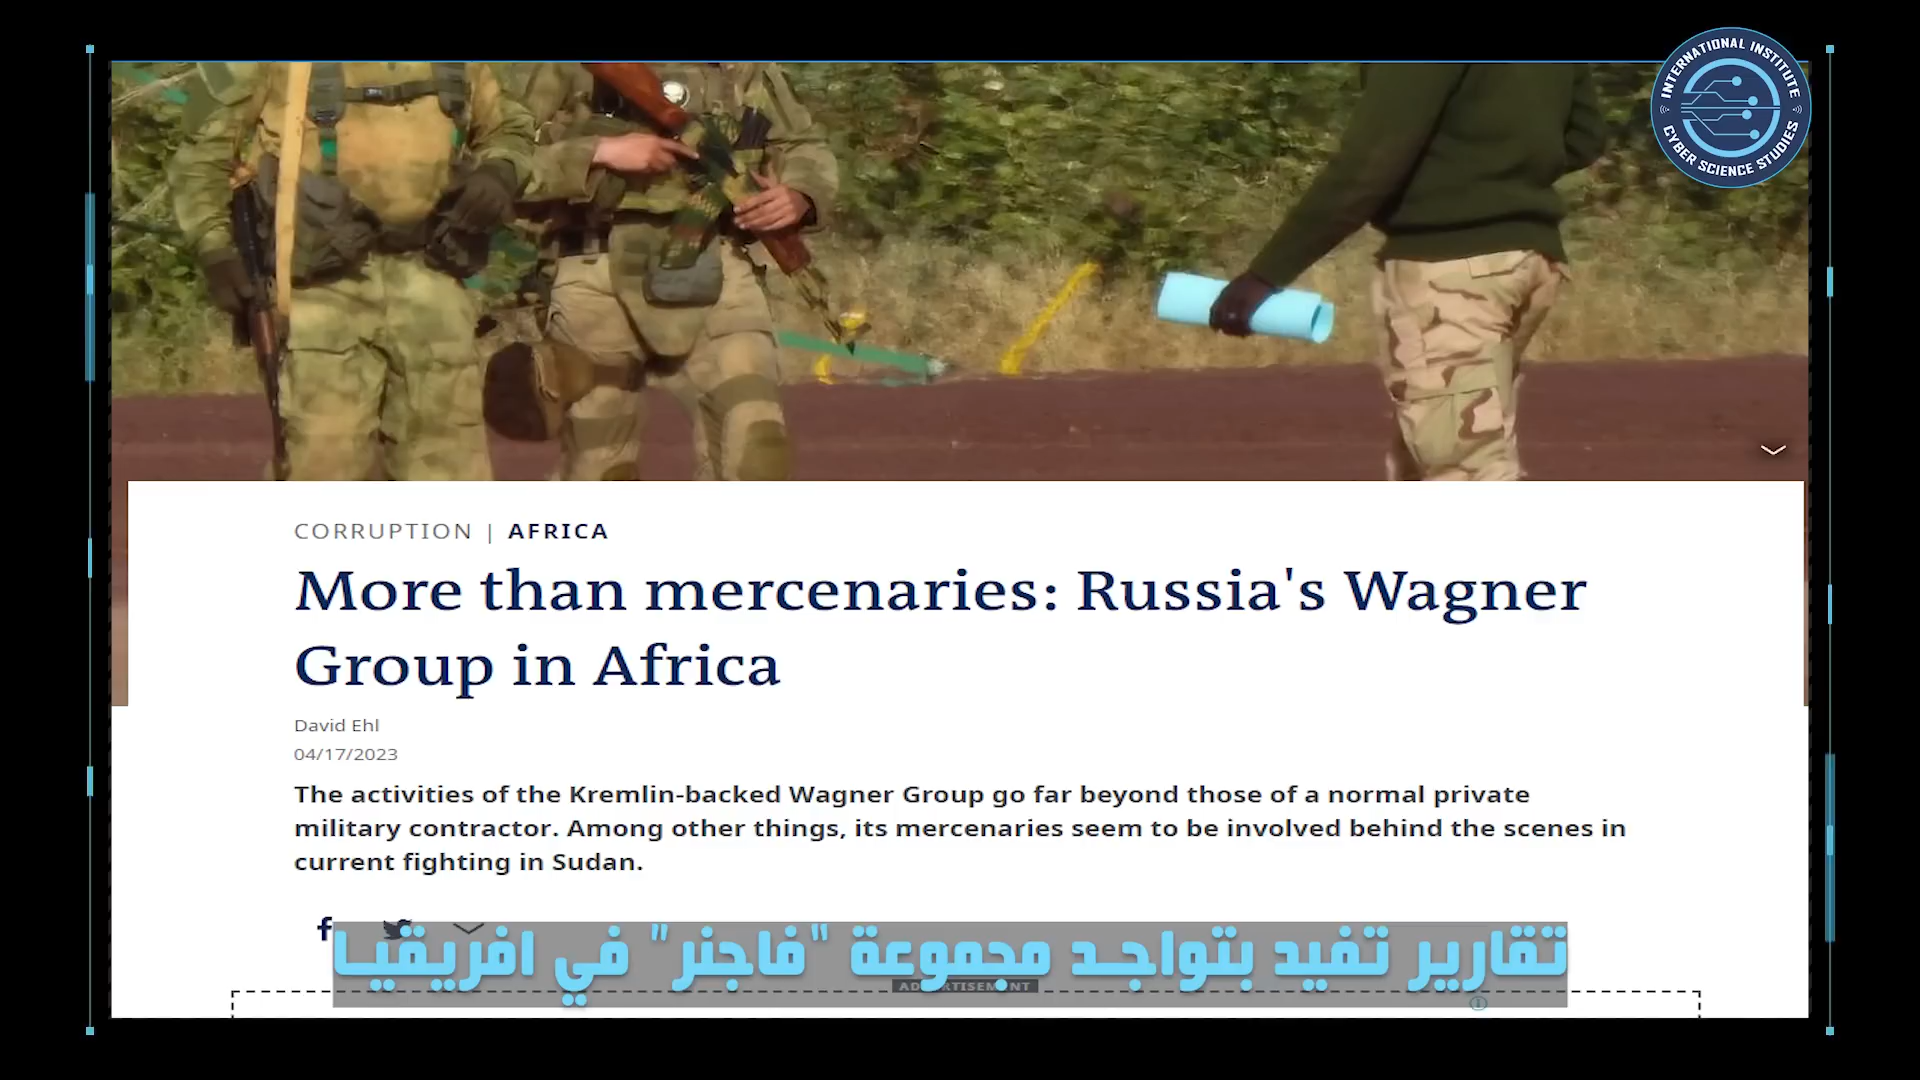 INTERNATIONAL INSTITUTE
CYBER SCIENCE STUDIES
CORRUPTION | AFRICA
More than mercenaries: Russia's Wagner
Group in Africa
David Ehl
04/17/2023
The activities of the Kremlin-backed Wagner Group go far beyond those of a normal private
military contractor. Among other things, its mercenaries seem to be involved behind the scenes in
current fighting in Sudan.
f
تقارير تفيد بتواجد مجموعة "فاجنر" في افريقيا
ADVERTISEMENT